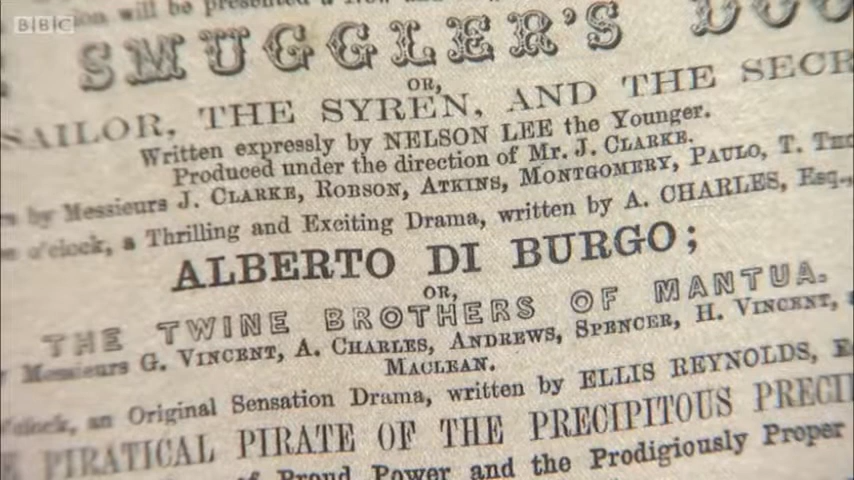 BBC
will be presented a
SMUGGLER'S
OR,
SAILOR, THE SYREN, AND THE SECR
Written expressly by NELSON LEE the Younger.
Produced under the direction of Mr. J. CLARKE.
by Messieurs J. CLARKE, ROBSON, ATKINS, MONTGOMERY, PAULO, T.
o'clock, a Thrilling and Exciting Drama, written by A. CHARLES, Esq.,
ALBERTO DI BURGO;
OR,
THE TWINE BROTHERS OF MANTUA.
Messieurs G. VINCENT, A. CHARLES, ANDREWS, SPENCER, H. VINCENT,
MACLEAN.
o'clock, an Original Sensation Drama, written by ELLIS REYNOLDS, E
PIRATICAL PIRATE OF THE PRECIPITOUS PRECI
of Proud Power and the Prodigiously Proper